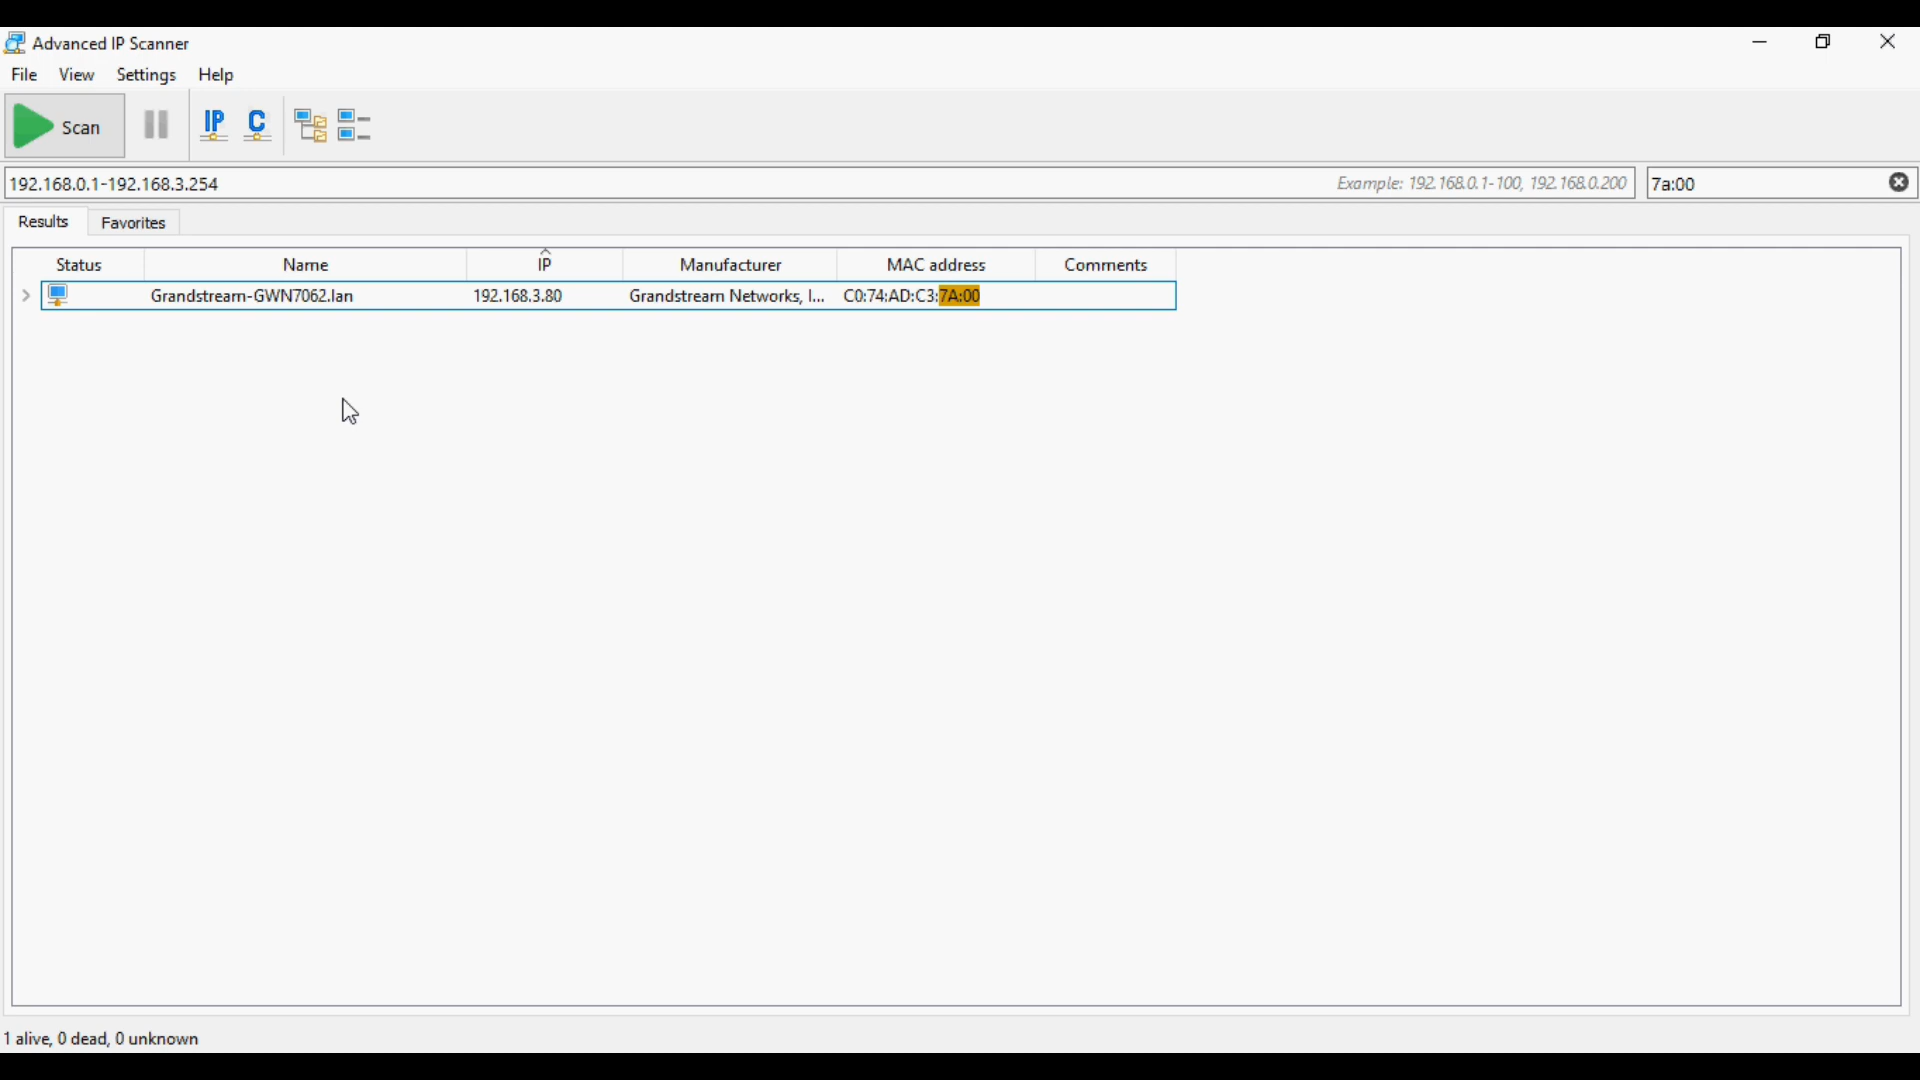 Advanced IP Scanner
File View Settings Help
Scan IP C
192.168.0.1-192.168.3.254 Example: 192.168.0.1-100, 192.168.0.200 7a:00
Results Favorites
Status Name IP Manufacturer MAC address Comments
Grandstream-GWN7062.lan 192.168.3.80 Grandstream Networks, I... C0:74:AD:C3:7A:00
1 alive, 0 dead, 0 unknown